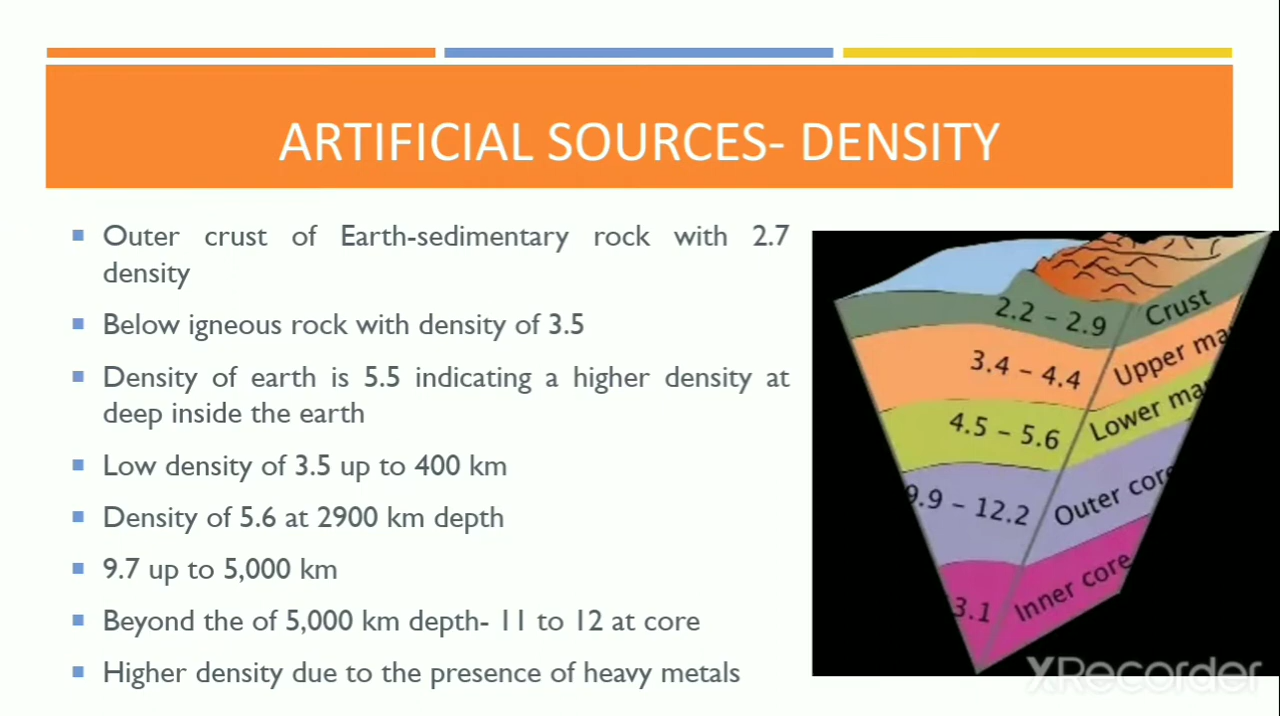 ARTIFICIAL SOURCES- DENSITY
Outer crust of Earth-sedimentary rock with 2.7
density
Below igneous rock with density of 3.5
Density of earth is 5.5 indicating a higher density at
deep inside the earth
Low density of 3.5 up to 400 km
Density of 5.6 at 2900 km depth
9.7 up to 5,000 km
Beyond the of 5,000 km depth- 11 to 12 at core
Higher density due to the presence of heavy metals
2.2 – 2.9 Crust
3.4 – 4.4 Upper ma
4.5 – 5.6 Lower ma
9.9 – 12.2 Outer core
3.1 Inner core
XRecorder